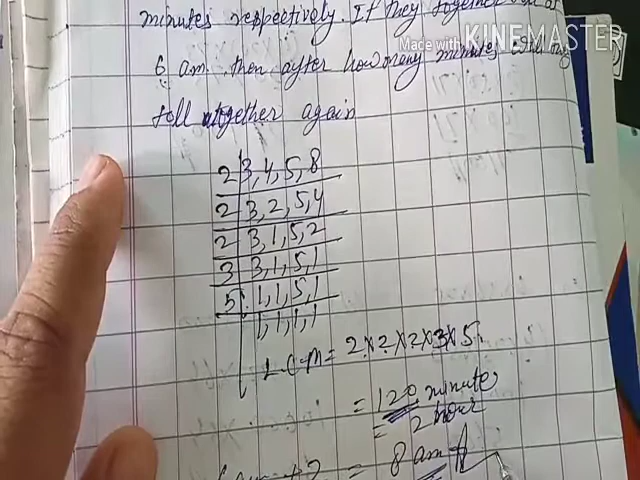 minutes respectively. If they together
Made with KINEMASTER
6 am then after how many minutes
toll together again
2 3, 4, 5, 8
2 3, 2, 5, 4
2 3, 1, 5, 2
3 3, 1, 5, 1
5 1, 1, 5, 1
1, 1, 1, 1
L.C.M = 2×2×2×3×5
= 120 minute
= 2 hour
= 8 am